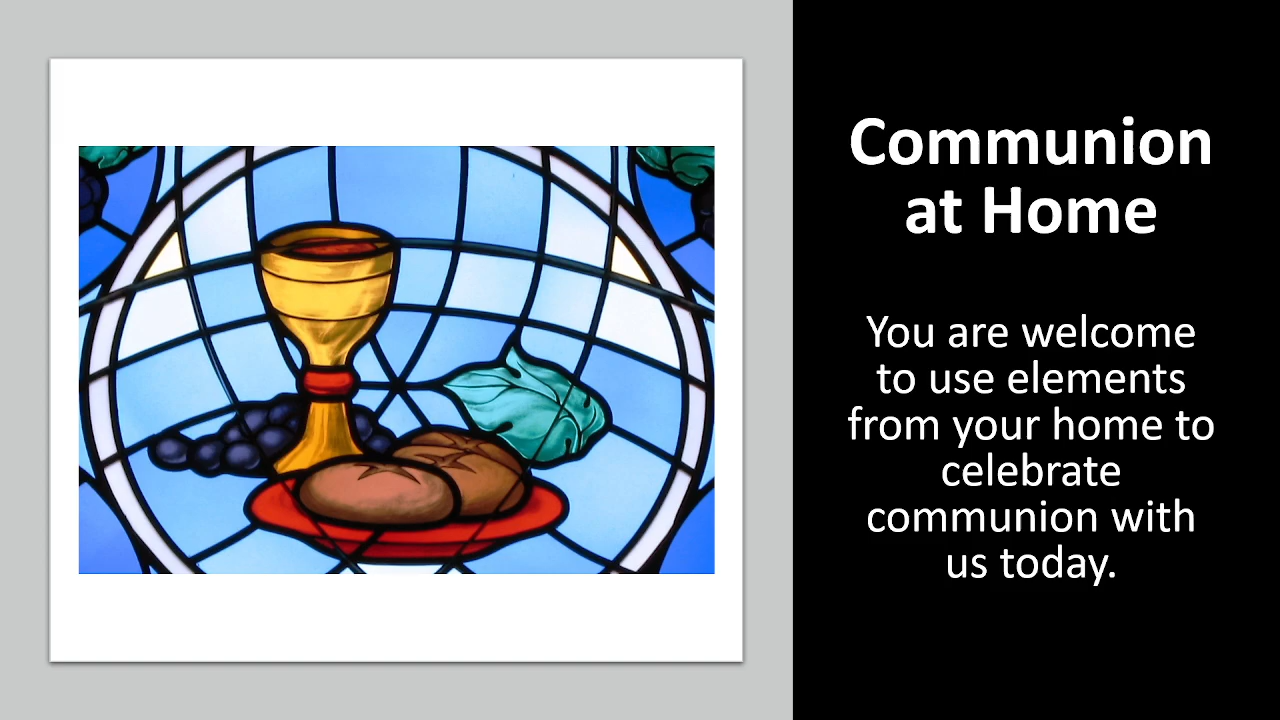 Communion
at Home
You are welcome
to use elements
from your home to
celebrate
communion with
us today.